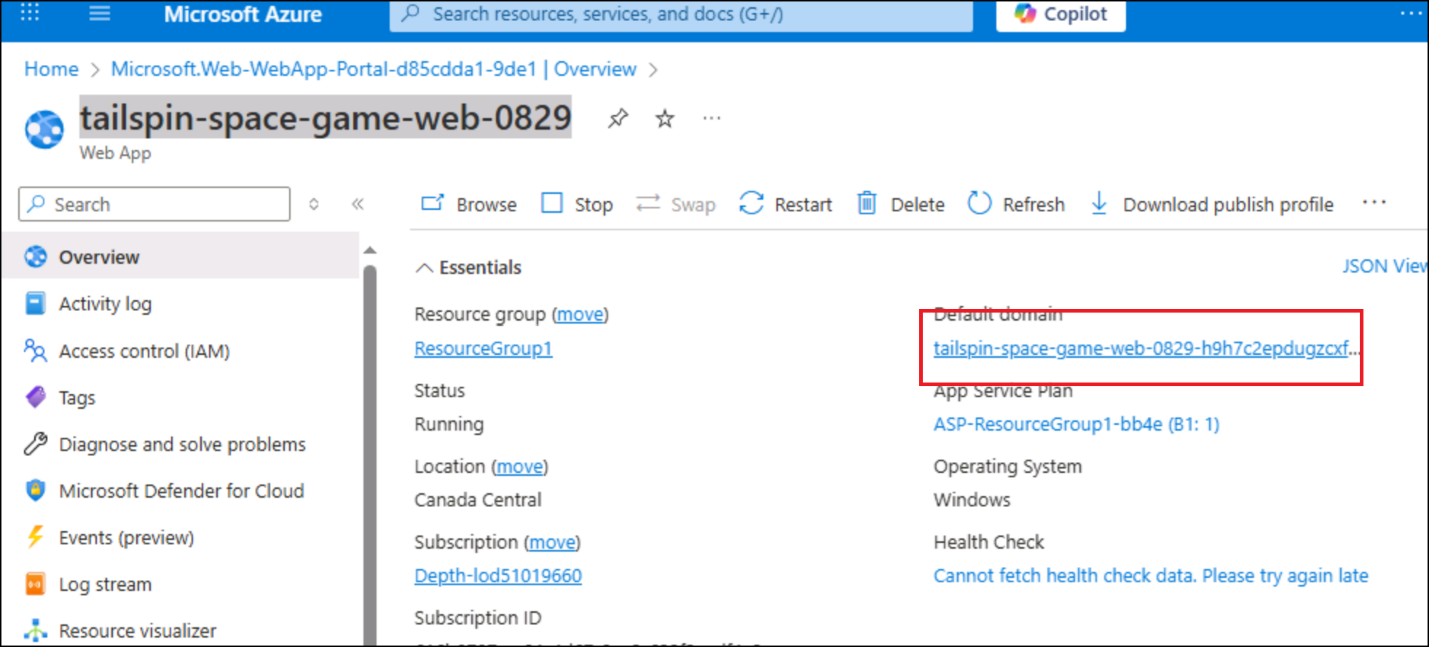 Microsoft Azure
Search resources, services, and docs (G+/)
Copilot
...
Home > Microsoft.Web-WebApp-Portal-d85cdda1-9de1 | Overview >
tailspin-space-game-web-0829
...
Web App
Search
Browse
Stop
Swap
Restart
Delete
Refresh
Download publish profile
...
Overview
Activity log
Access control (IAM)
Tags
Diagnose and solve problems
Microsoft Defender for Cloud
Events (preview)
Log stream
Resource visualizer
Essentials
JSON View
Resource group (move)
ResourceGroup1
Status
Running
Location (move)
Canada Central
Subscription (move)
Depth-lod51019660
Subscription ID
Default domain
tailspin-space-game-web-0829-h9h7c2epdugzcxf...
App Service Plan
ASP-ResourceGroup1-bb4e (B1: 1)
Operating System
Windows
Health Check
Cannot fetch health check data. Please try again late